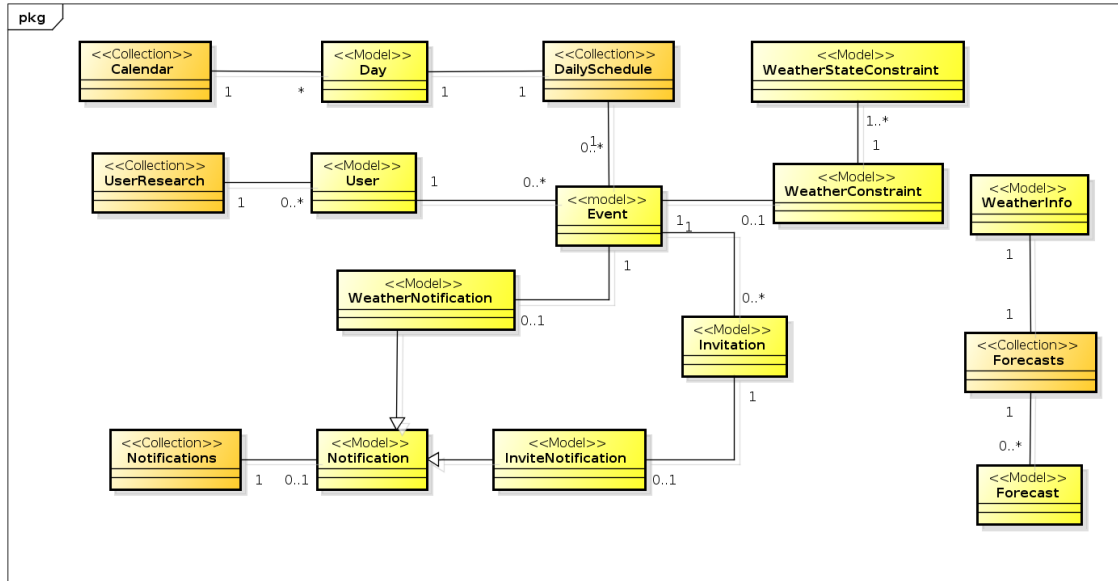 pkg
<<Collection>>
Calendar
1
*
<<Model>>
Day
1
1
<<Collection>>
DailySchedule
1
0..*
<<Model>>
WeatherStateConstraint
1..*
1
<<Model>>
WeatherConstraint
0..1
1
<<Collection>>
UserResearch
1
0..*
<<Model>>
User
1
0..*
<<model>>
Event
1
1
<<Model>>
WeatherInfo
1
1
<<Collection>>
Forecasts
1
0..*
<<Model>>
Forecast
<<Model>>
WeatherNotification
0..1
0..*
<<Model>>
Invitation
1
<<Collection>>
Notifications
1
0..1
<<Model>>
Notification
<<Model>>
InviteNotification
0..1